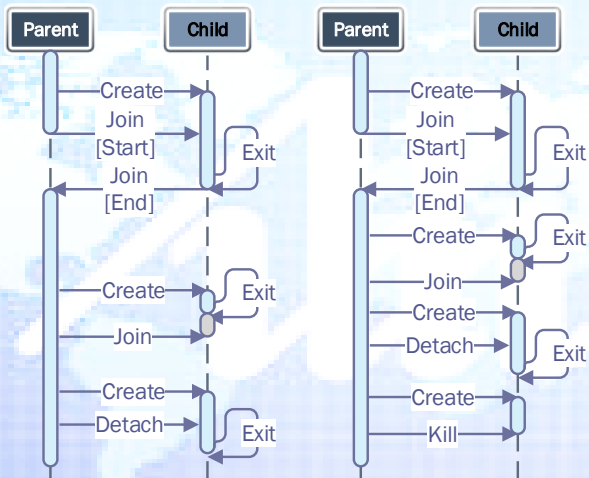 Parent
Child
Create
Join
[Start]
Exit
Join
[End]
Create
Exit
Join
Create
Detach
Exit
Parent
Child
Create
Join
[Start]
Exit
Join
[End]
Create
Exit
Join
Create
Detach
Exit
Create
Kill